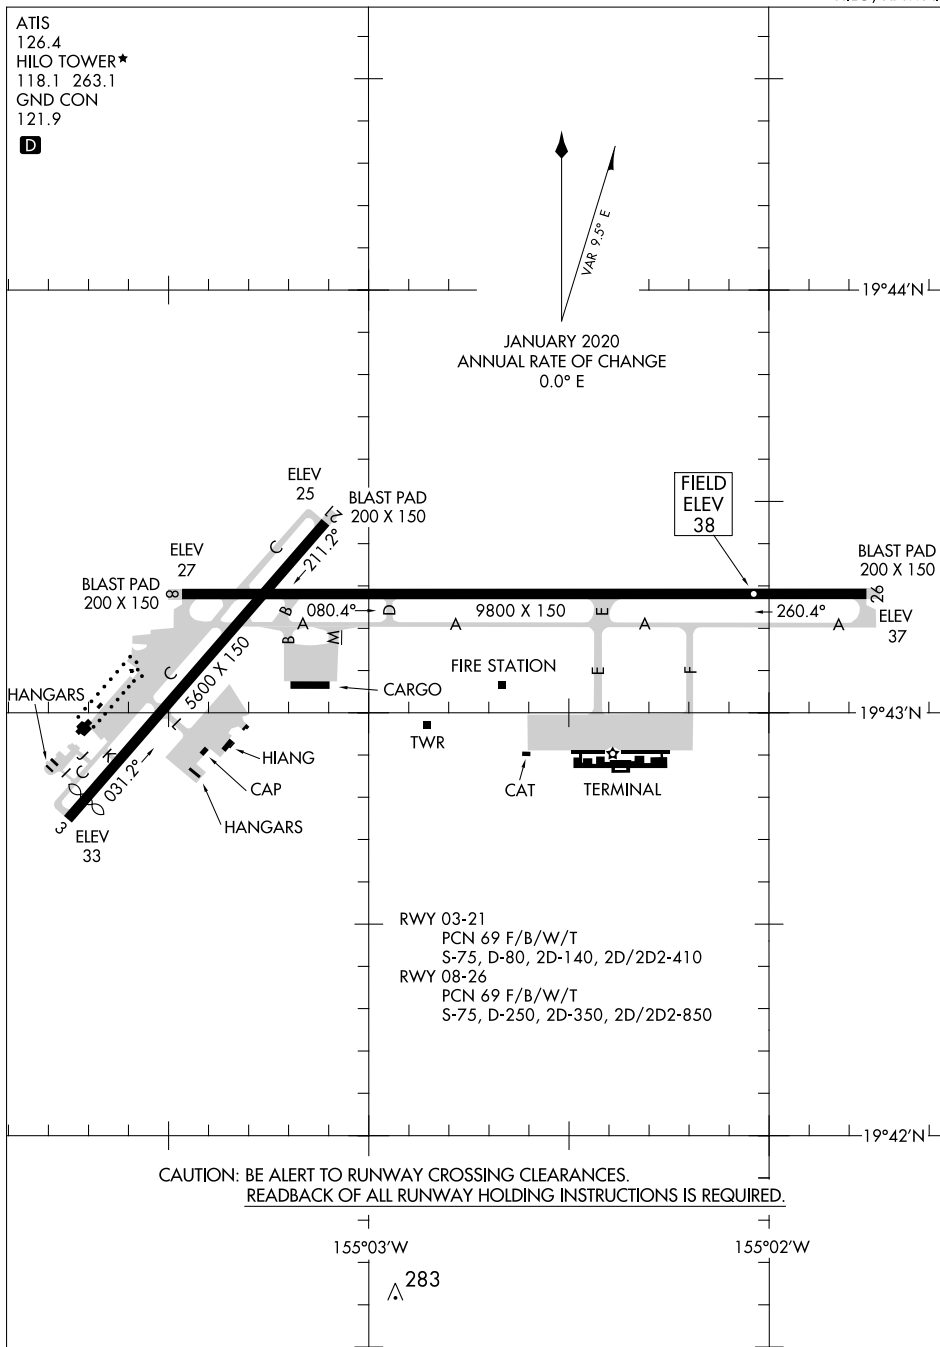 ATIS
126.4
HILO TOWER★
118.1 263.1
GND CON
121.9
D
VAR 9.5° E
19°44'N
JANUARY 2020
ANNUAL RATE OF CHANGE
0.0° E
ELEV
25
21
BLAST PAD
200 X 150
FIELD
ELEV
38
C
211.2°
ELEV
27
BLAST PAD
200 X 150
8
BLAST PAD
200 X 150
26
ELEV
37
B
080.4°
D
9800 X 150
E
260.4°
A
A
A
A
B
M
C
5600 X 150
E
F
FIRE STATION
HANGARS
CARGO
19°43'N
L
TWR
HIANG
J
K
I
C
031.2°
CAP
CAT
TERMINAL
HANGARS
3
ELEV
33
RWY 03-21
PCN 69 F/B/W/T
S-75, D-80, 2D-140, 2D/2D2-410
RWY 08-26
PCN 69 F/B/W/T
S-75, D-250, 2D-350, 2D/2D2-850
19°42'N
CAUTION: BE ALERT TO RUNWAY CROSSING CLEARANCES.
READBACK OF ALL RUNWAY HOLDING INSTRUCTIONS IS REQUIRED.
155°03'W
155°02'W
283